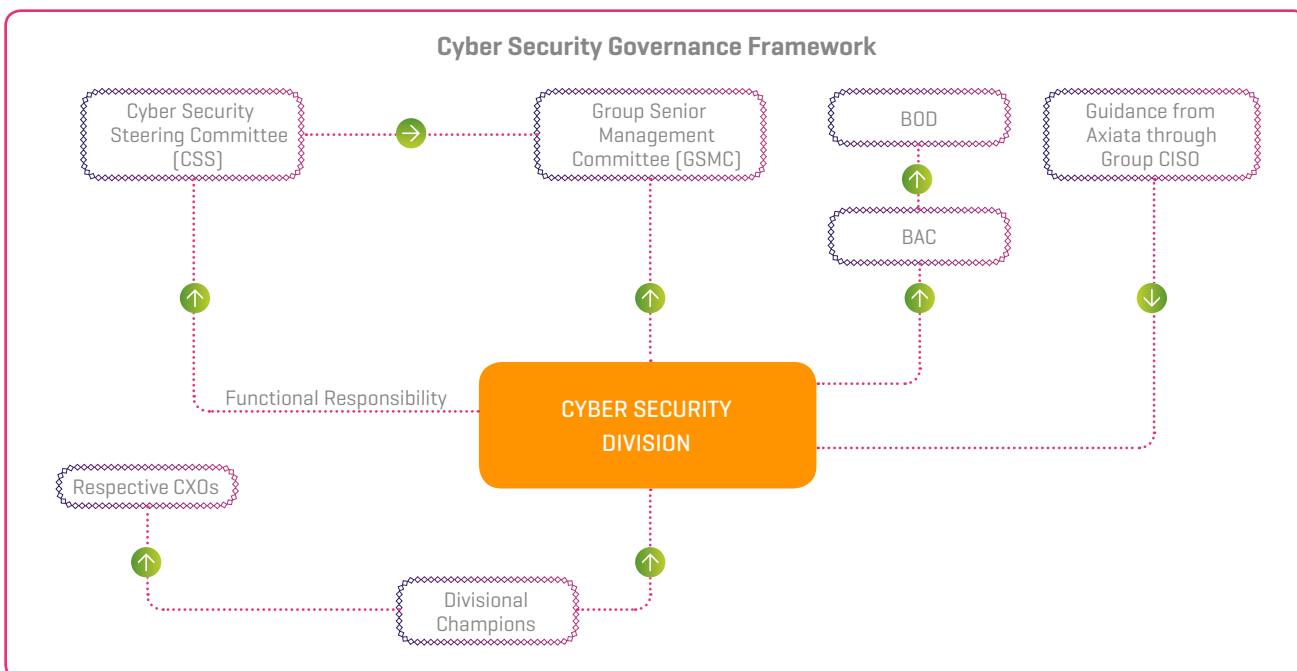 Cyber Security Governance Framework
Cyber Security
Steering Committee
(CSS)
Group Senior
Management
Committee (GSMC)
BOD
Guidance from
Axiata through
Group CISO
BAC
Functional Responsibility
CYBER SECURITY
DIVISION
Respective CXOs
Divisional
Champions